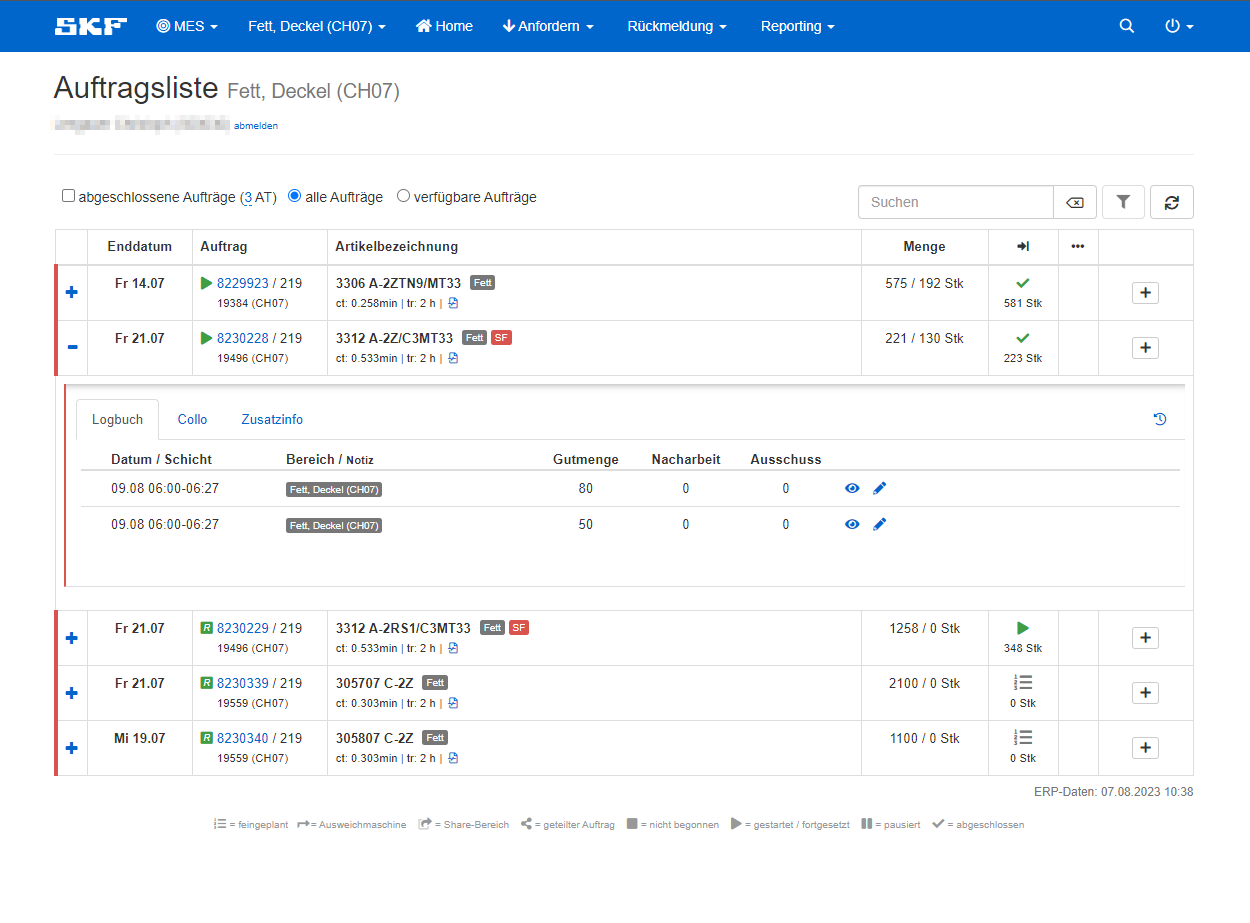 SKF MES Fett, Deckel (CH07) Home Anfordern Rückmeldung Reporting
Auftragsliste Fett, Deckel (CH07)
abmelden
abgeschlossene Aufträge (3 AT) alle Aufträge verfügbare Aufträge Suchen
Enddatum Auftrag Artikelbezeichnung Menge
Fr 14.07 8229923 / 219 3306 A-2ZTN9/MT33 Fett 575 / 192 Stk
19384 (CH07) ct: 0.258min | tr: 2 h | 581 Stk
Fr 21.07 8230228 / 219 3312 A-2Z/C3MT33 Fett SF 221 / 130 Stk
19496 (CH07) ct: 0.533min | tr: 2 h | 223 Stk
Logbuch Collo Zusatzinfo
Datum / Schicht Bereich / Notiz Gutmenge Nacharbeit Ausschuss
09.08 06:00-06:27 Fett, Deckel (CH07) 80 0 0
09.08 06:00-06:27 Fett, Deckel (CH07) 50 0 0
Fr 21.07 R 8230229 / 219 3312 A-2RS1/C3MT33 Fett SF 1258 / 0 Stk
19496 (CH07) ct: 0.533min | tr: 2 h | 348 Stk
Fr 21.07 R 8230339 / 219 305707 C-2Z Fett 2100 / 0 Stk
19559 (CH07) ct: 0.303min | tr: 2 h | 0 Stk
Mi 19.07 R 8230340 / 219 305807 C-2Z Fett 1100 / 0 Stk
19559 (CH07) ct: 0.303min | tr: 2 h | 0 Stk
ERP-Daten: 07.08.2023 10:38
= feingeplant = Ausweichmaschine = Share-Bereich = geteilter Auftrag = nicht begonnen = gestartet / fortgesetzt = pausiert = abgeschlossen